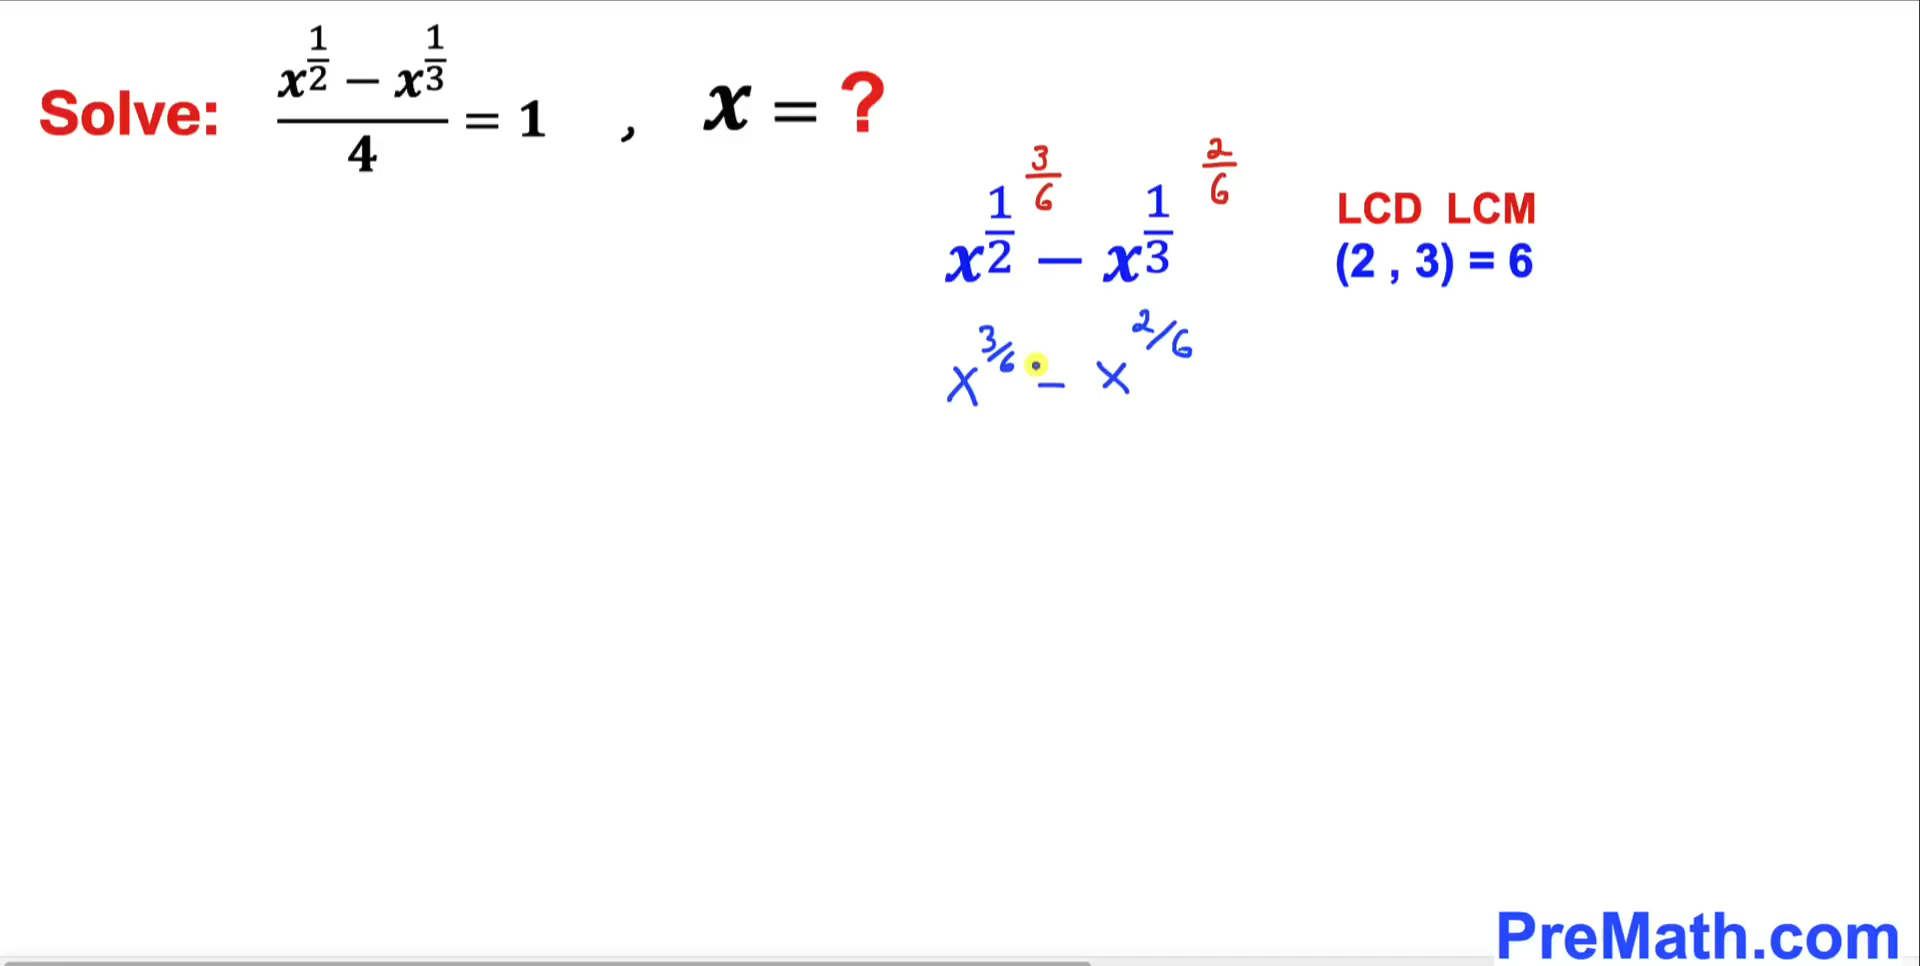 Solve: (x^(1/2) − x^(1/3))/4 = 1 , x = ?
3/6 2/6
x^(1/2) − x^(1/3)
LCD LCM
(2 , 3) = 6
x^(3/6) − x^(2/6)
PreMath.com